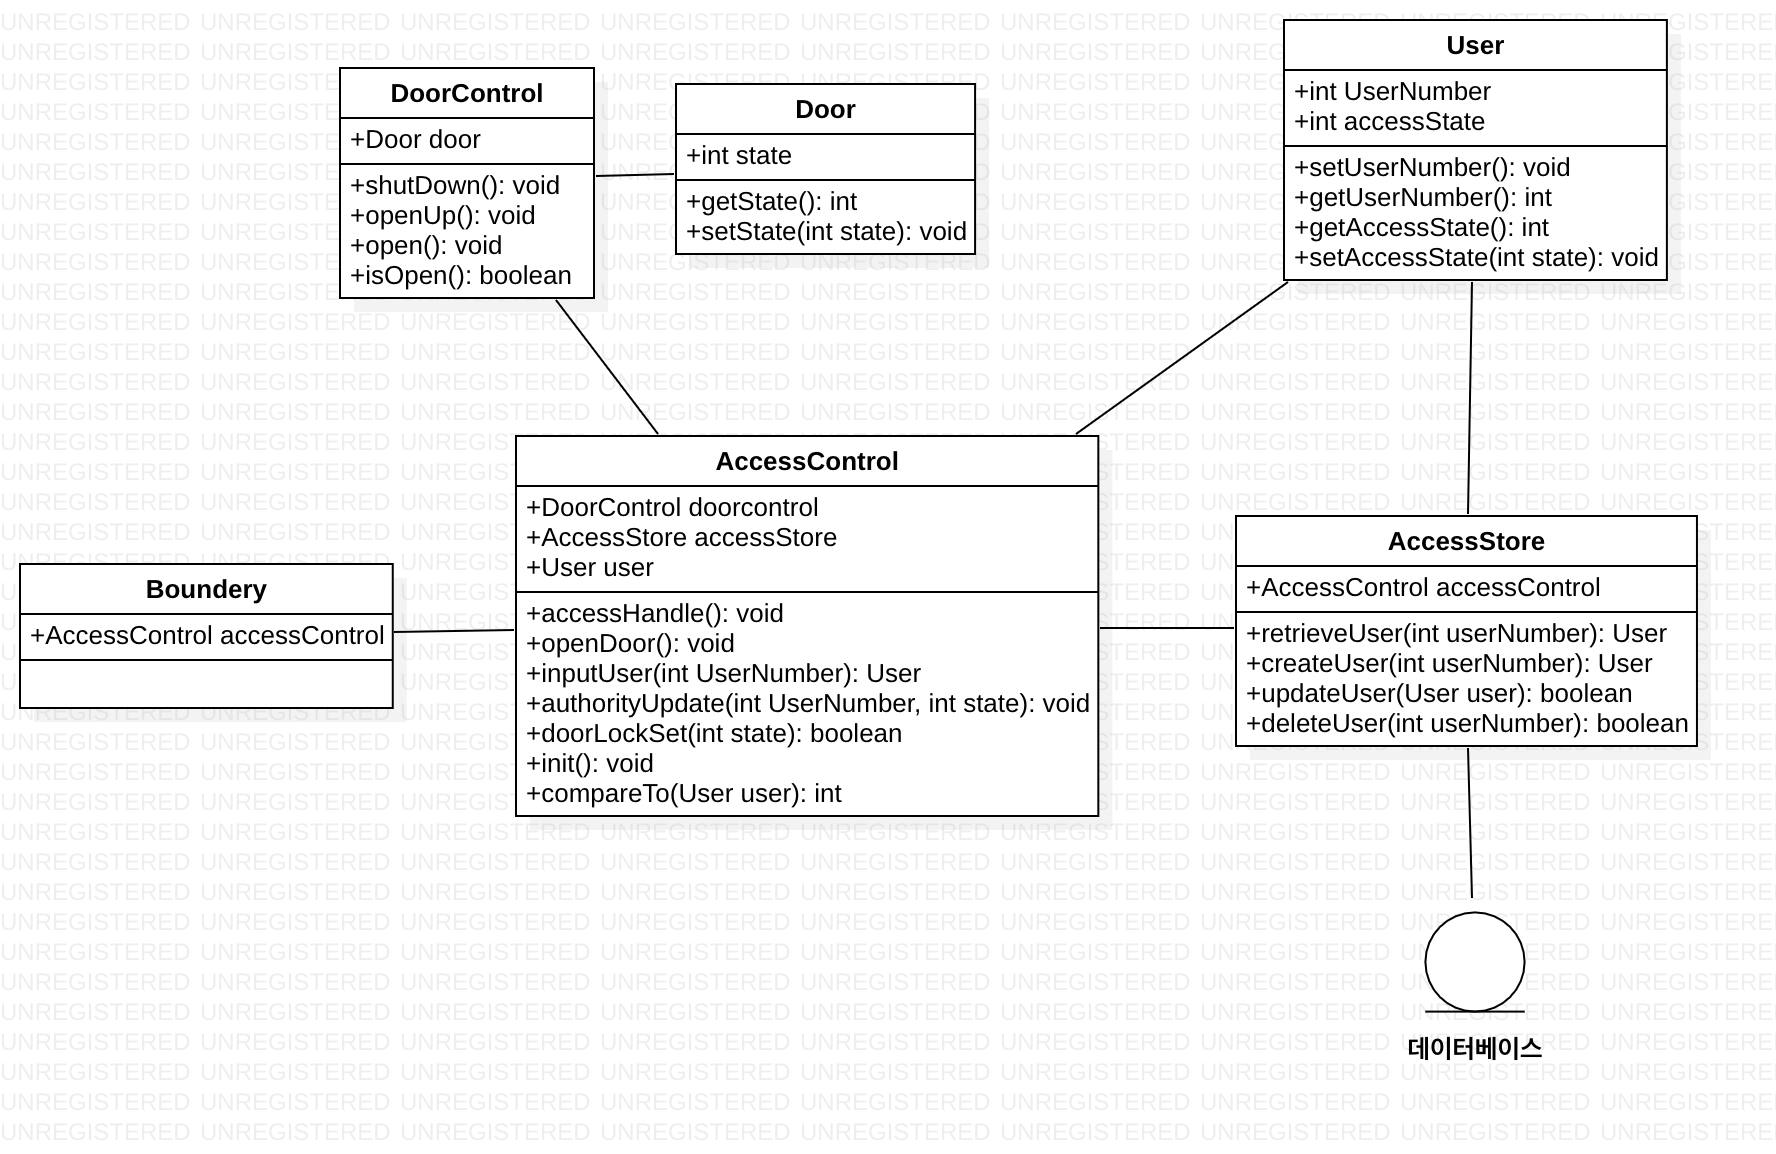 DoorControl
+Door door
+shutDown(): void
+openUp(): void
+open(): void
+isOpen(): boolean
Door
+int state
+getState(): int
+setState(int state): void
User
+int UserNumber
+int accessState
+setUserNumber(): void
+getUserNumber(): int
+getAccessState(): int
+setAccessState(int state): void
AccessControl
+DoorControl doorcontrol
+AccessStore accessStore
+User user
+accessHandle(): void
+openDoor(): void
+inputUser(int UserNumber): User
+authorityUpdate(int UserNumber, int state): void
+doorLockSet(int state): boolean
+init(): void
+compareTo(User user): int
Boundery
+AccessControl accessControl
AccessStore
+AccessControl accessControl
+retrieveUser(int userNumber): User
+createUser(int userNumber): User
+updateUser(User user): boolean
+deleteUser(int userNumber): boolean
데이터베이스
UNREGISTERED